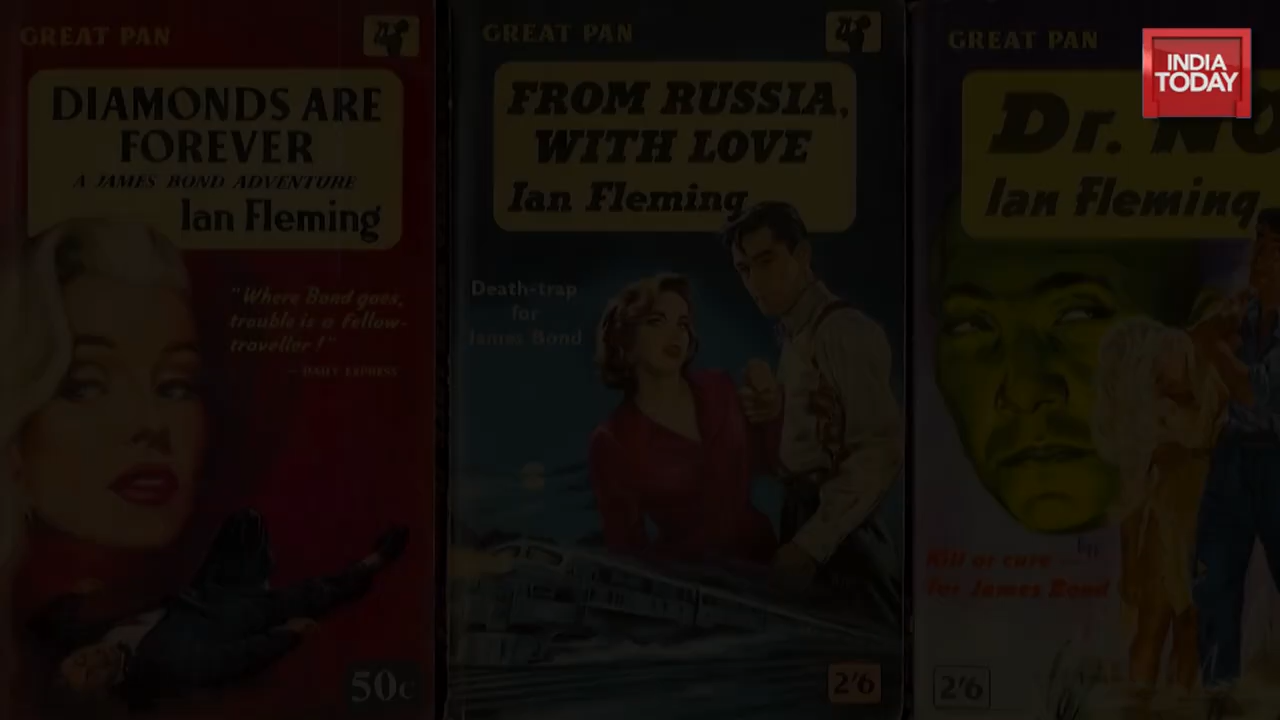 GREAT PAN
DIAMONDS ARE
FOREVER
A JAMES BOND ADVENTURE
Ian Fleming
"Where Bond goes,
trouble is a fellow-
traveller!"
—DAILY EXPRESS
50c
GREAT PAN
FROM RUSSIA,
WITH LOVE
Ian Fleming
Death-trap
for
James Bond
2'6
GREAT PAN
Dr. NO
Ian Fleming
Kill or cure —
for James Bond
2'6
INDIA
TODAY